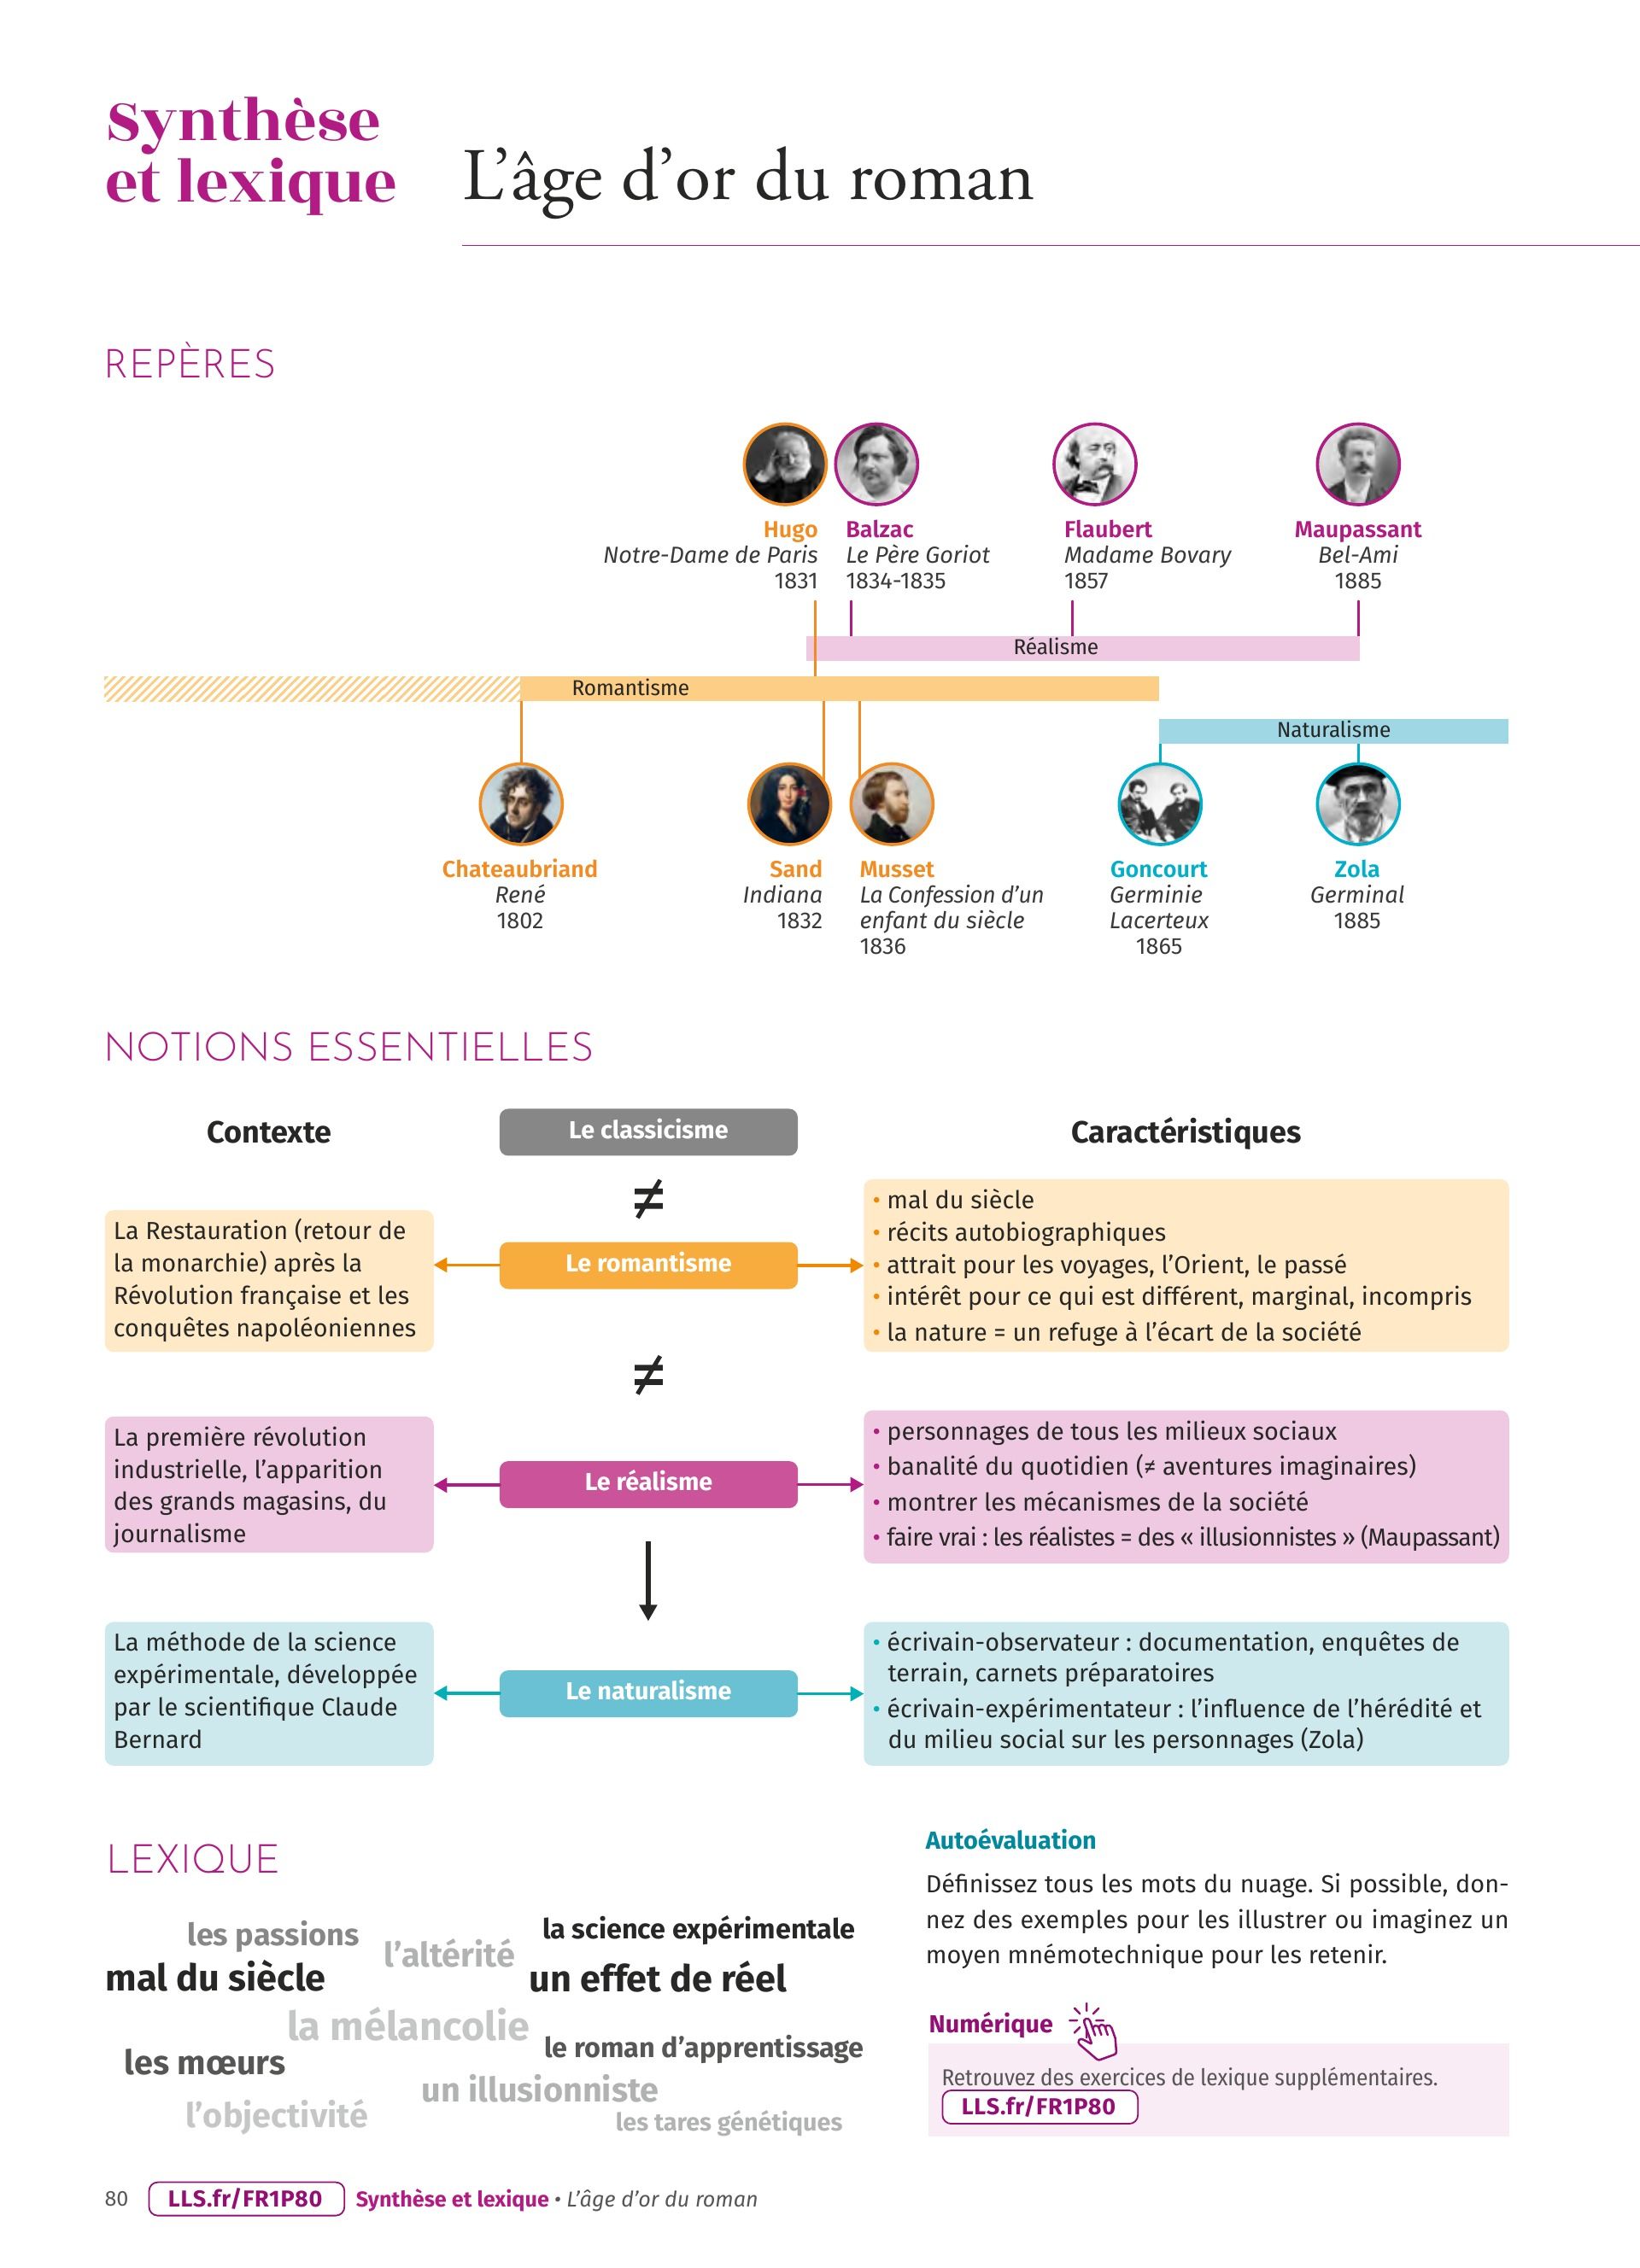 Synthèse
et lexique
L’âge d’or du roman
REPÈRES
Hugo
Notre-Dame de Paris
1831
Balzac
Le Père Goriot
1834-1835
Flaubert
Madame Bovary
1857
Maupassant
Bel-Ami
1885
Réalisme
Romantisme
Naturalisme
Chateaubriand
René
1802
Sand
Indiana
1832
Musset
La Confession d’un
enfant du siècle
1836
Goncourt
Germinie
Lacerteux
1865
Zola
Germinal
1885
NOTIONS ESSENTIELLES
Contexte
Le classicisme
Caractéristiques
≠
La Restauration (retour de
la monarchie) après la
Révolution française et les
conquêtes napoléoniennes
Le romantisme
• mal du siècle
• récits autobiographiques
• attrait pour les voyages, l’Orient, le passé
• intérêt pour ce qui est différent, marginal, incompris
• la nature = un refuge à l’écart de la société
≠
La première révolution
industrielle, l’apparition
des grands magasins, du
journalisme
Le réalisme
• personnages de tous les milieux sociaux
• banalité du quotidien (≠ aventures imaginaires)
• montrer les mécanismes de la société
• faire vrai : les réalistes = des « illusionnistes » (Maupassant)
La méthode de la science
expérimentale, développée
par le scientifique Claude
Bernard
Le naturalisme
• écrivain-observateur : documentation, enquêtes de
terrain, carnets préparatoires
• écrivain-expérimentateur : l’influence de l’hérédité et
du milieu social sur les personnages (Zola)
LEXIQUE
les passions
l’altérité
la science expérimentale
mal du siècle
un effet de réel
la mélancolie
le roman d’apprentissage
les mœurs
un illusionniste
l’objectivité
les tares génétiques
Autoévaluation
Définissez tous les mots du nuage. Si possible, don-
nez des exemples pour les illustrer ou imaginez un
moyen mnémotechnique pour les retenir.
Numérique
Retrouvez des exercices de lexique supplémentaires.
LLS.fr/FR1P80
80 LLS.fr/FR1P80 Synthèse et lexique • L’âge d’or du roman